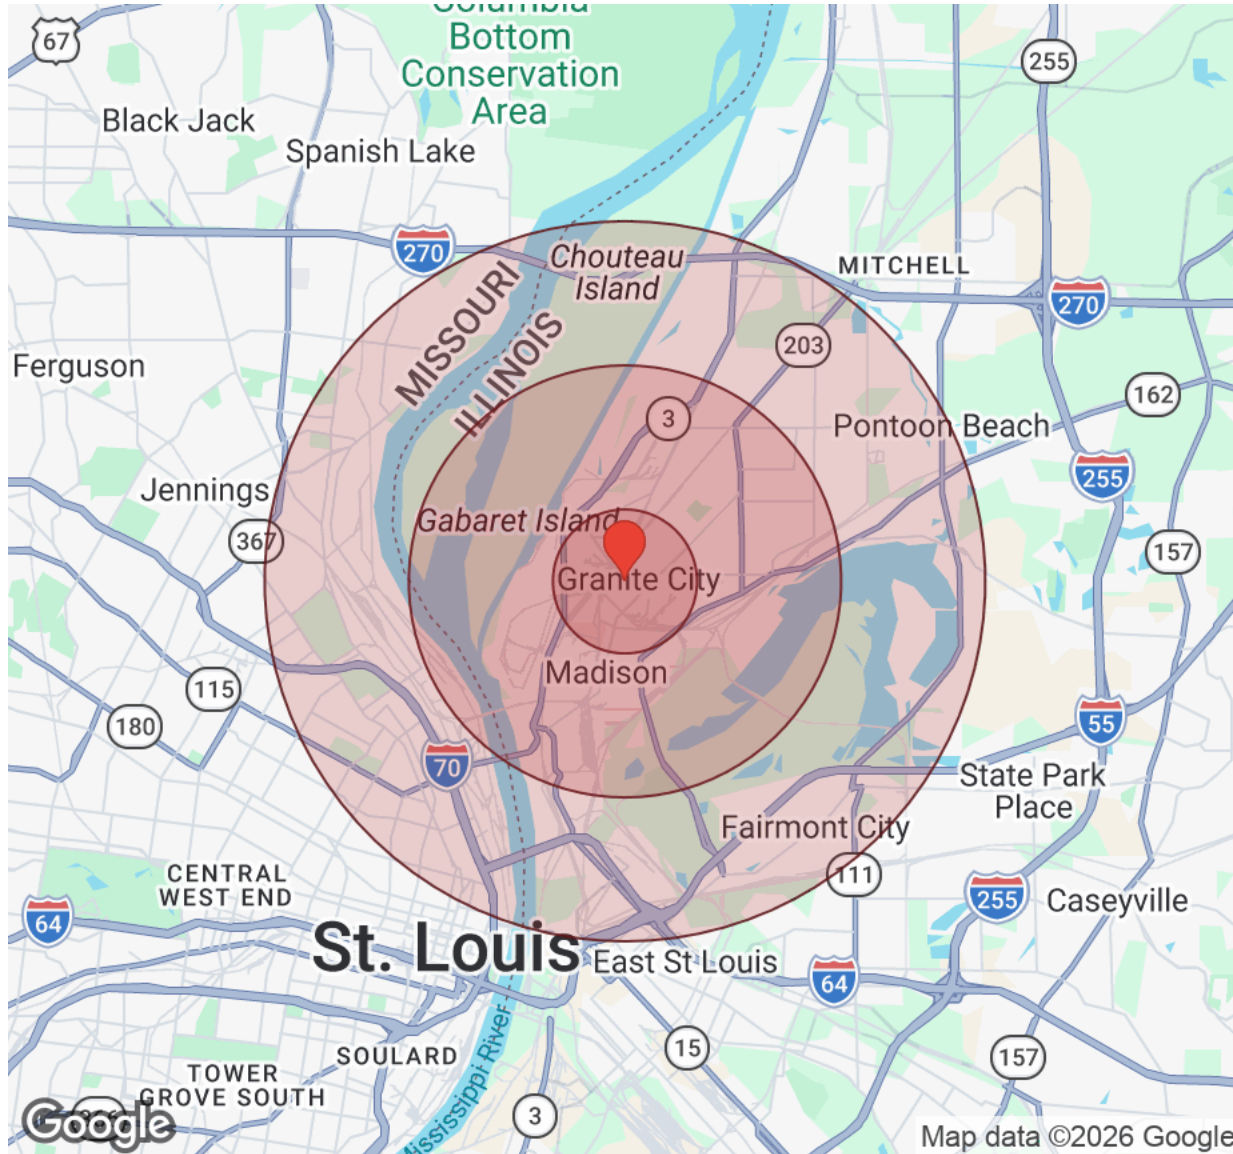 Columbia
Bottom
Conservation
Area
67
255
Black Jack
Spanish Lake
270
Chouteau
Island
MITCHELL
270
MISSOURI
ILLINOIS
203
Ferguson
162
3
Pontoon Beach
255
Jennings
Gabaret Island
367
157
Granite City
Madison
115
180
55
70
State Park
Place
Fairmont City
CENTRAL
WEST END
111
255
Caseyville
64
St. Louis
East St Louis
64
Mississippi River
15
SOULARD
157
TOWER
GROVE SOUTH
3
Google
Map data ©2026 Google